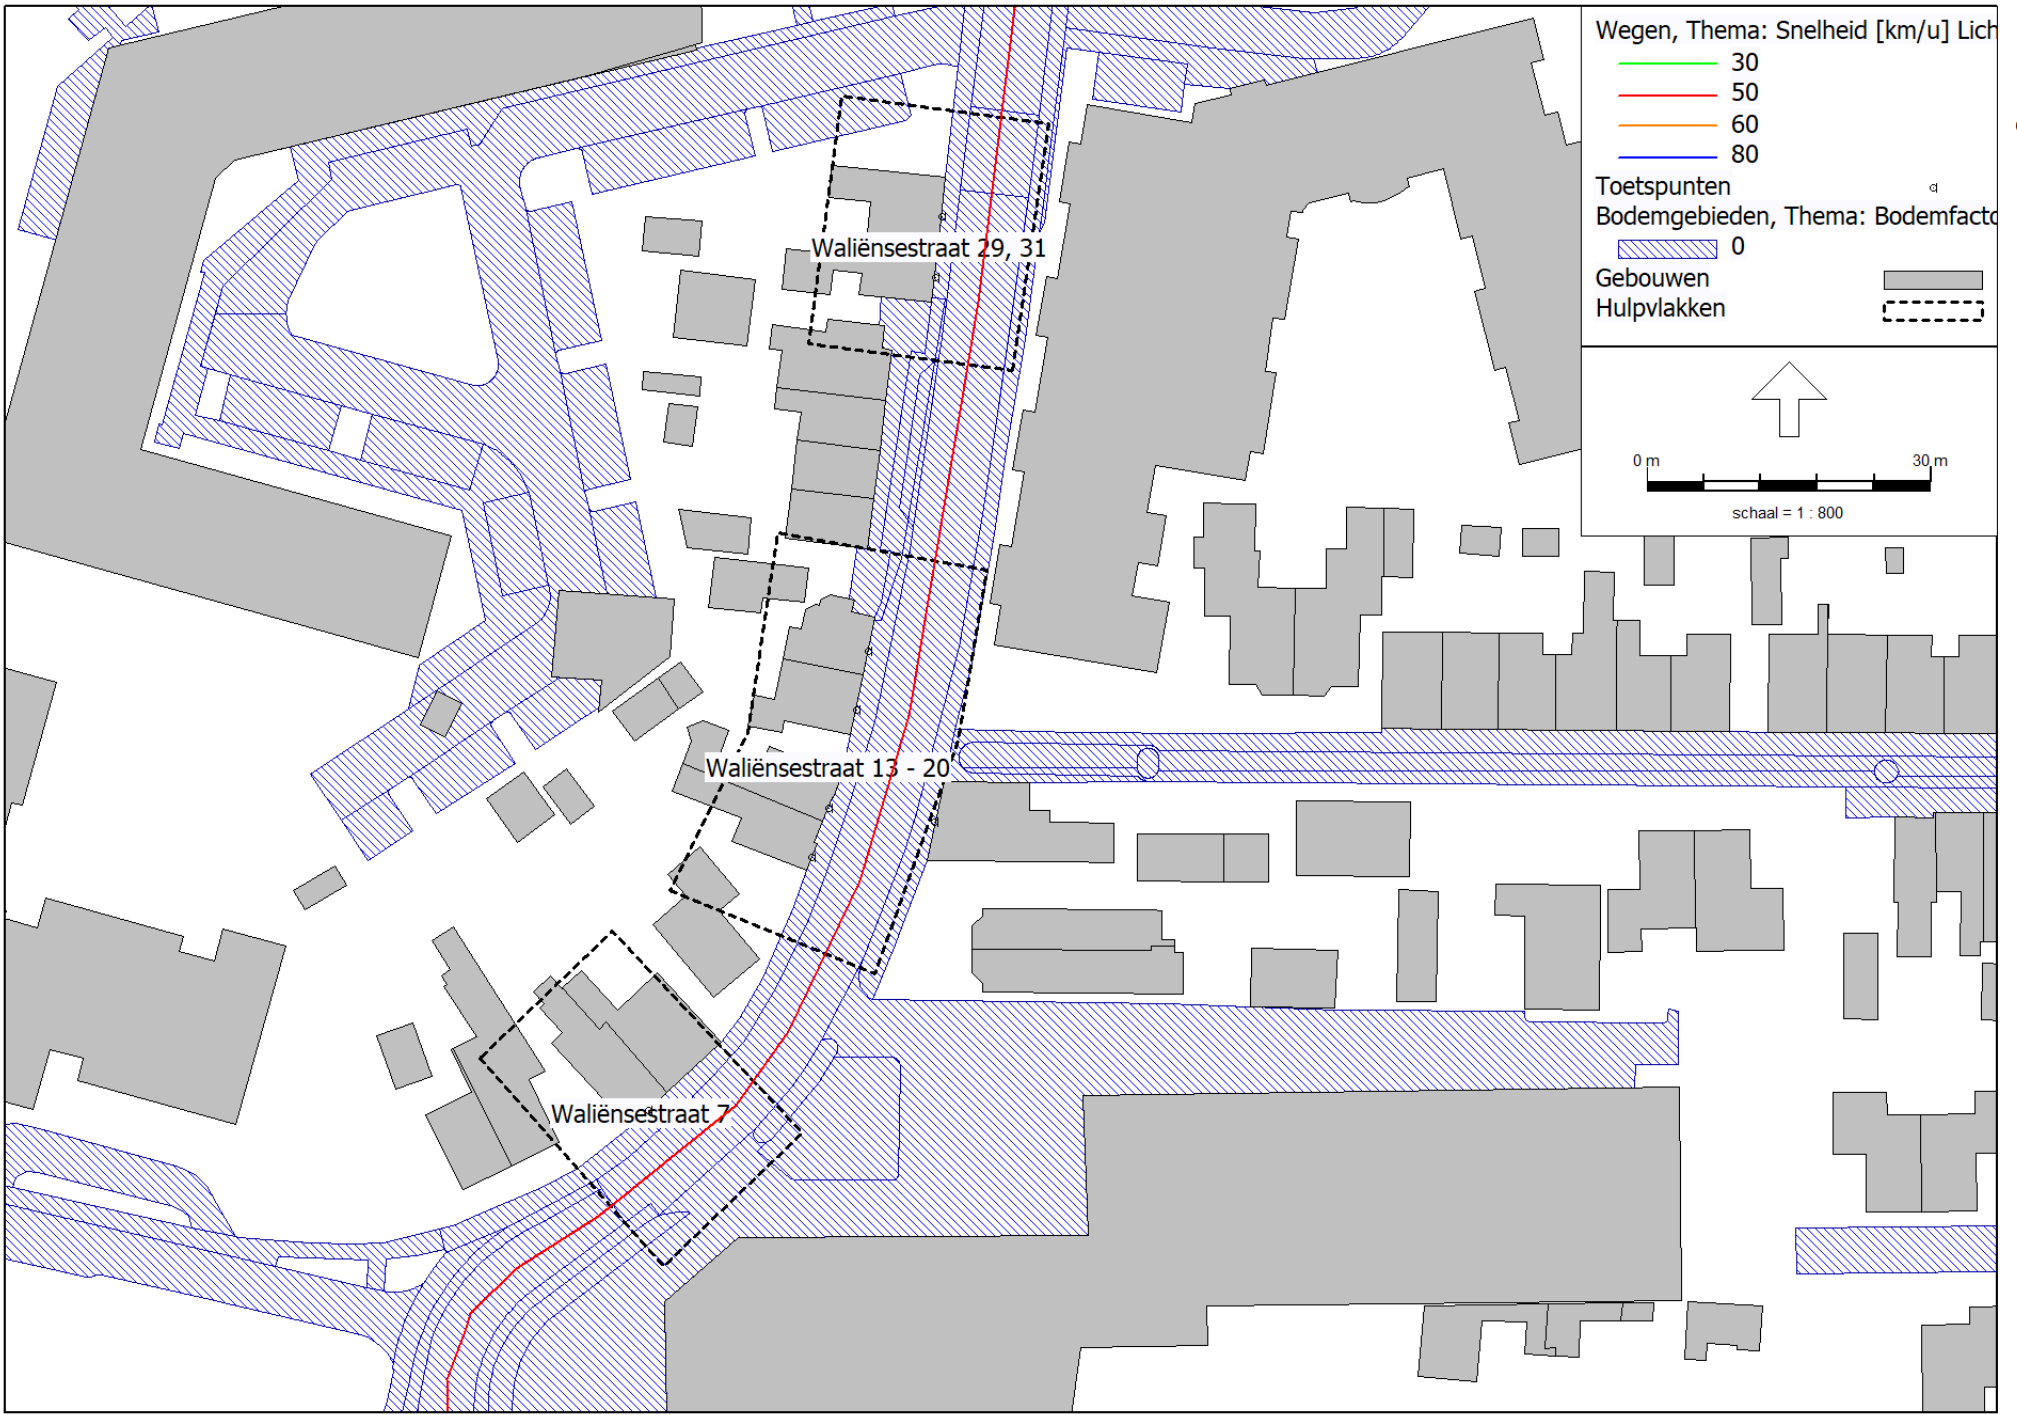 Wegen, Thema: Snelheid [km/u] Lich
30
50
60
80
Toetspunten
Bodemgebieden, Thema: Bodemfacto
0
Gebouwen
Hulpvlakken
0 m 30 m
schaal = 1 : 800
Waliënsestraat 29, 31
Waliënsestraat 13 - 20
Waliënsestraat 7